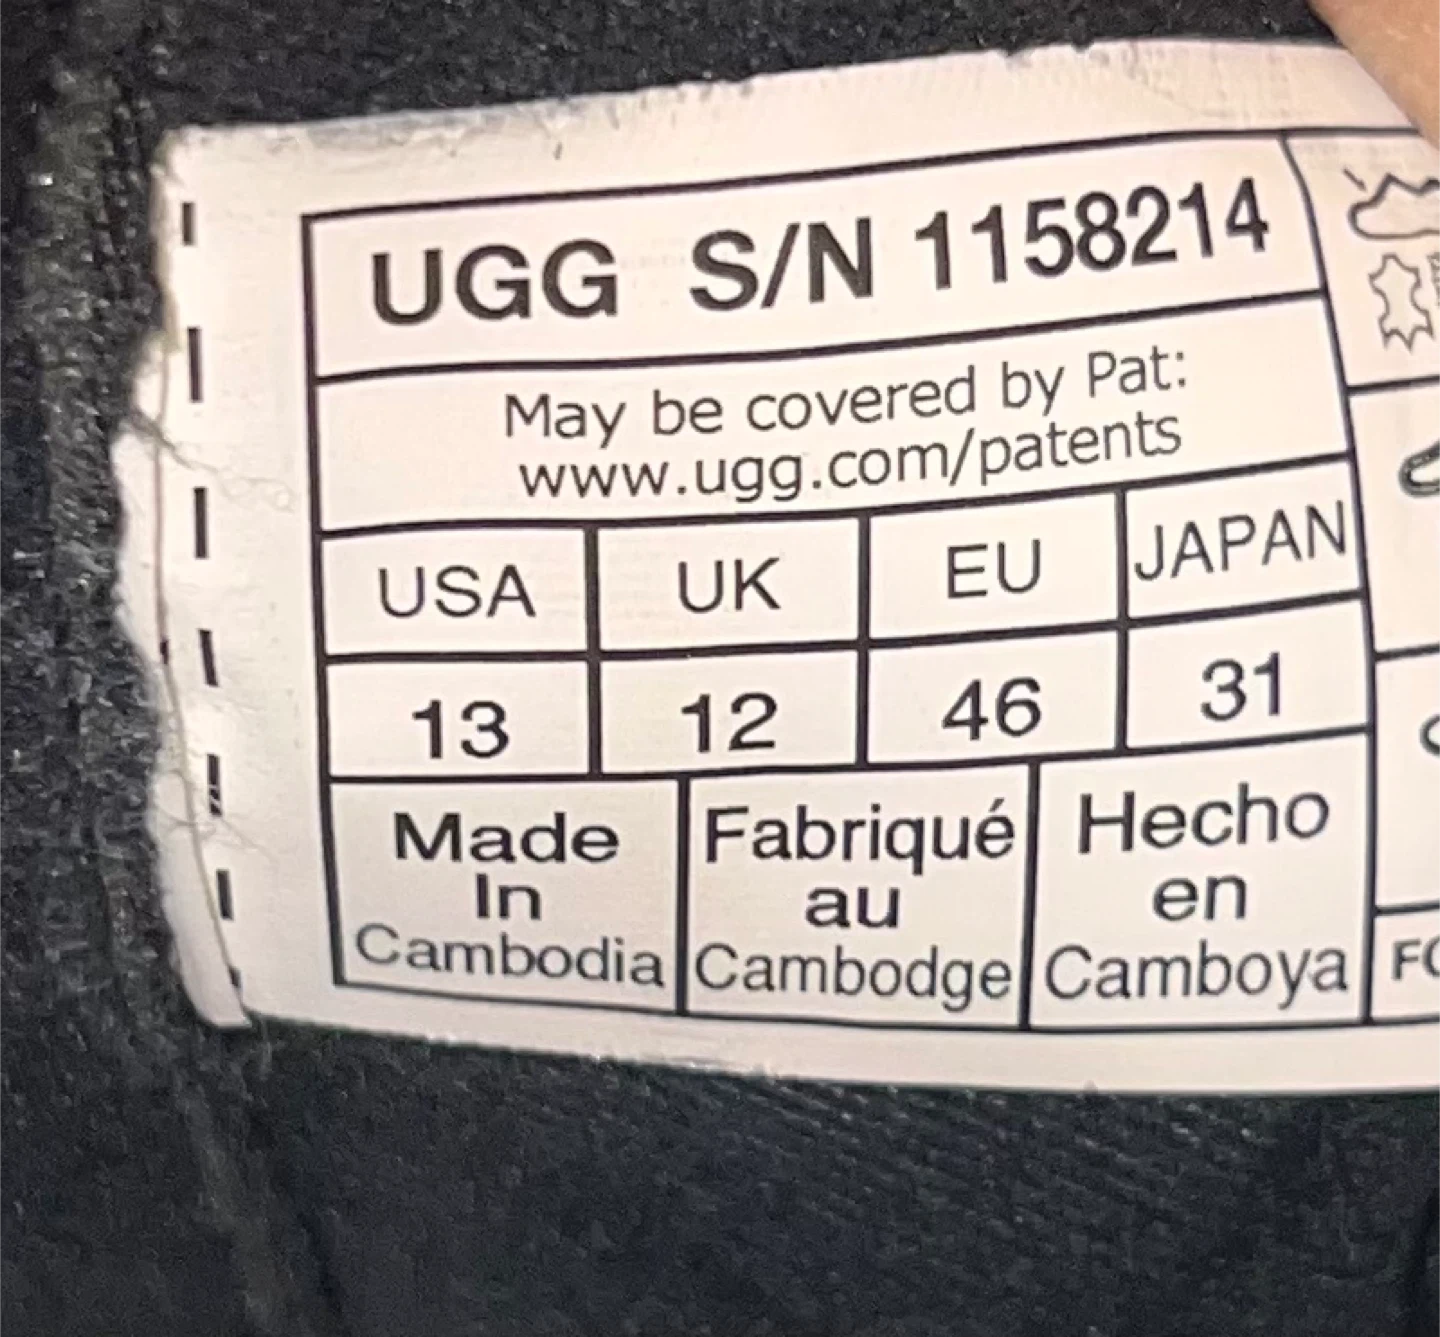 UGG S/N 1158214
May be covered by Pat:
www.ugg.com/patents
USA UK EU JAPAN
13 12 46 31
Made
In
Cambodia
Fabriqué
au
Cambodge
Hecho
en
Camboya